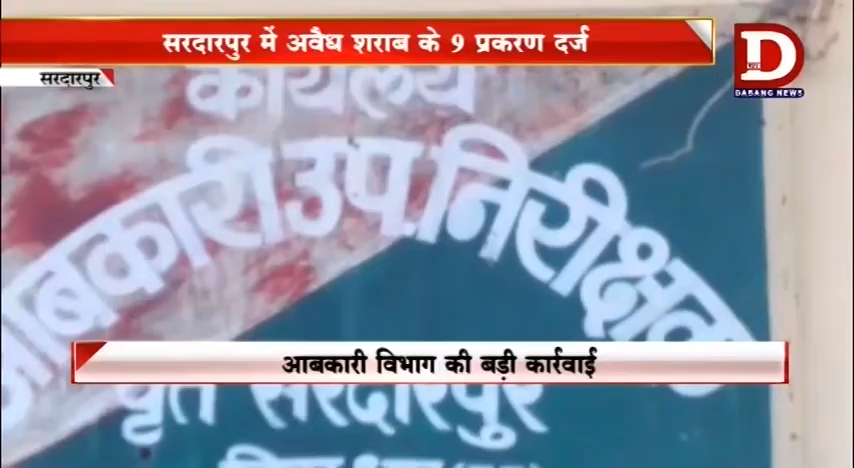 सरदारपुर में अवैध शराब के 9 प्रकरण दर्ज
D
LIVE
DABANG NEWS
सरदारपुर
कार्यालय
आबकारी उप निरीक्षक
आबकारी विभाग की बड़ी कार्रवाई
वृत सरदारपुर